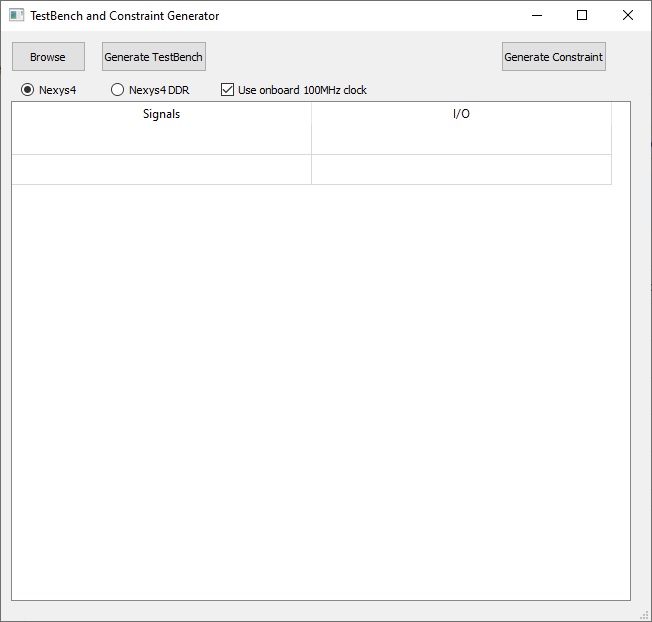 TestBench and Constraint Generator
Browse
Generate TestBench
Generate Constraint
Nexys4
Nexys4 DDR
Use onboard 100MHz clock
Signals
I/O